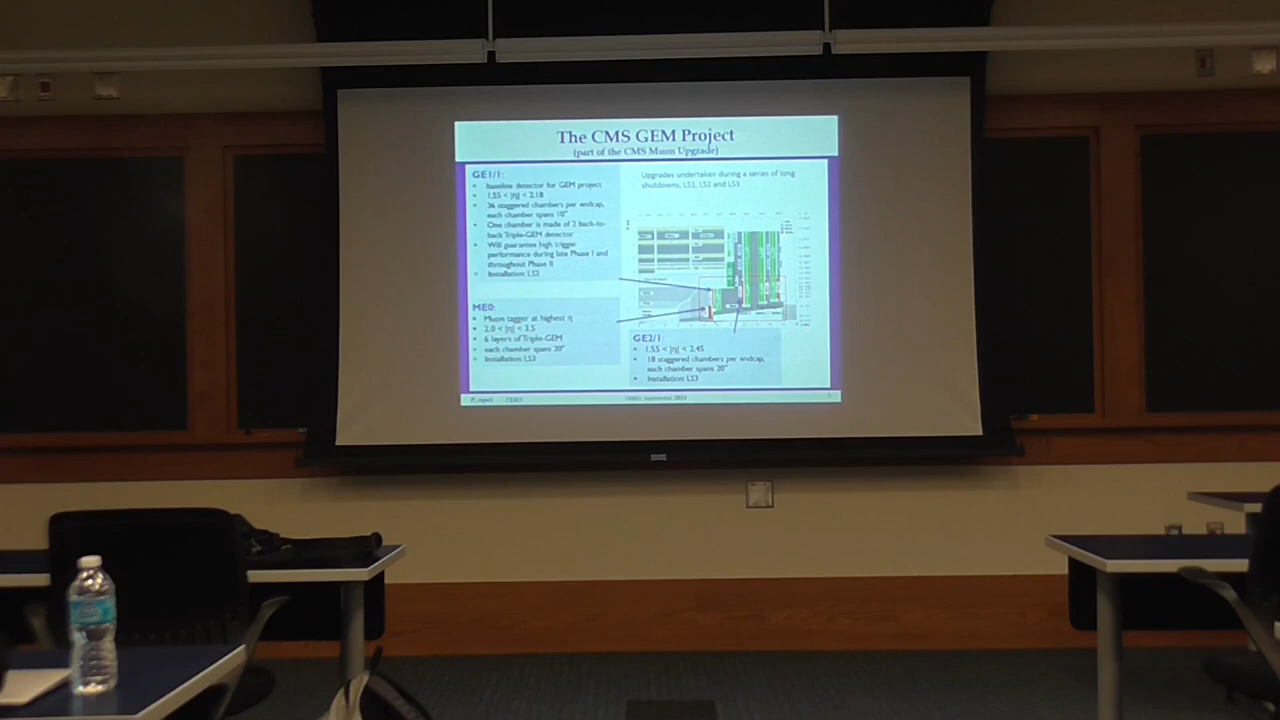 The CMS GEM Project
(part of the CMS Muon Upgrade)
GE1/1:
• baseline detector for GEM project
• 1.55 < |η| < 2.18
• 36 staggered chambers per endcap,
each chamber spans 10°
• One chamber is made of 2 back-to-
back Triple-GEM detector
• Will guarantee high trigger
performance during late Phase I and
throughout Phase II
• Installation:
ME0:
• Muon tagger at highest η
• 2.0 < |η| < 3.5
• 6 layers of Triple-GEM
• each chamber spans 20°
• Installation: LS3
Upgrades undertaken during a series of long
shutdowns, LS1, LS2 and LS3
GE2/1:
• 1.55 < |η| < 2.45
• 18 staggered chambers per endcap,
each chamber spans 20°
• Installation: LS3
TAMU, September 2014